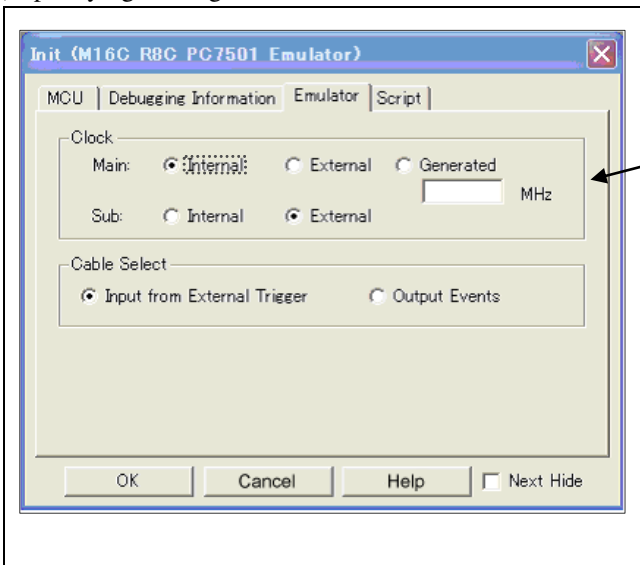 Init (M16C R8C PC7501 Emulator)
MCU Debugging Information Emulator Script
Clock
Main: Internal External Generated
MHz
Sub: Internal External
Cable Select
Input from External Trigger Output Events
OK Cancel Help Next Hide